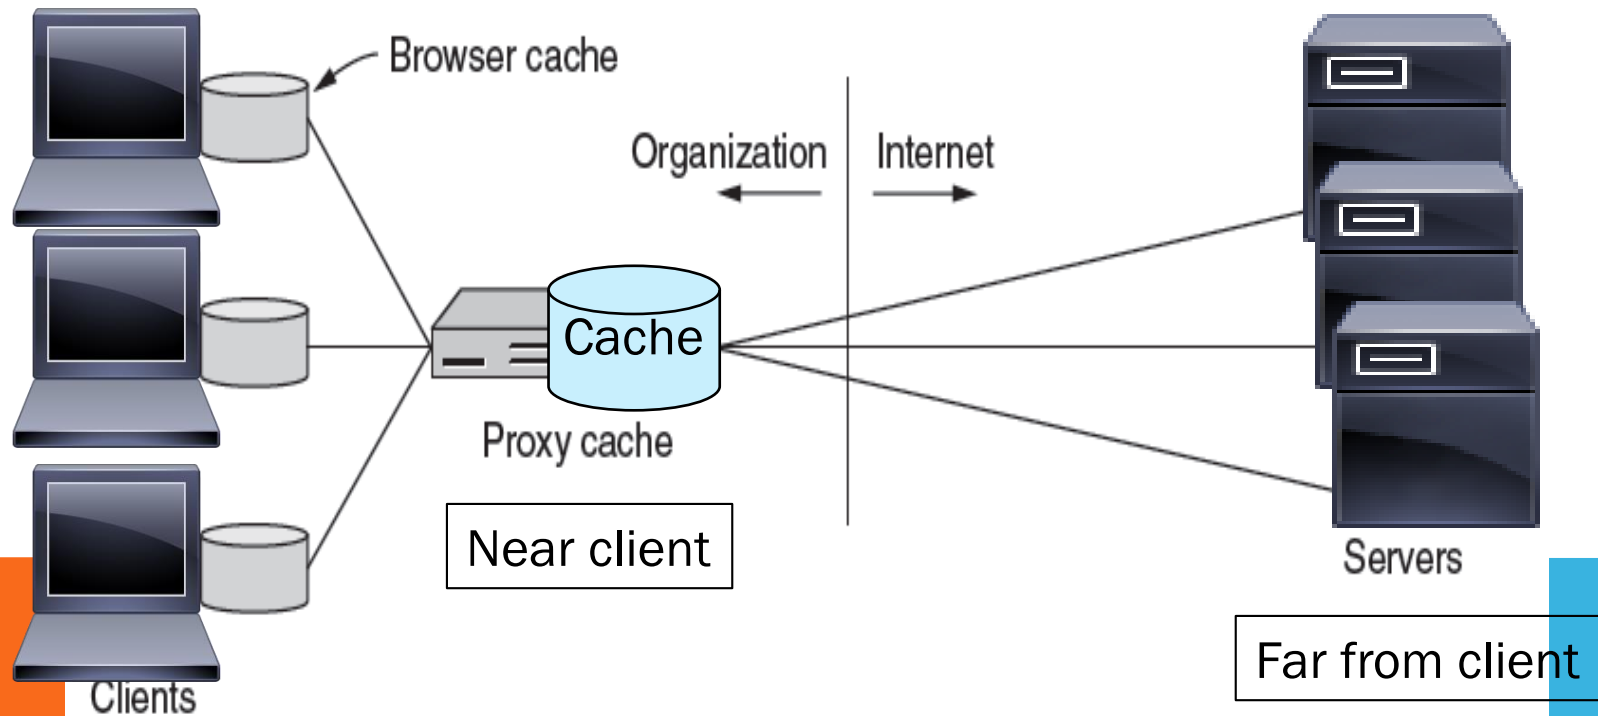 Browser cache
Organization
Internet
Cache
Proxy cache
Near client
Servers
Far from client
Clients